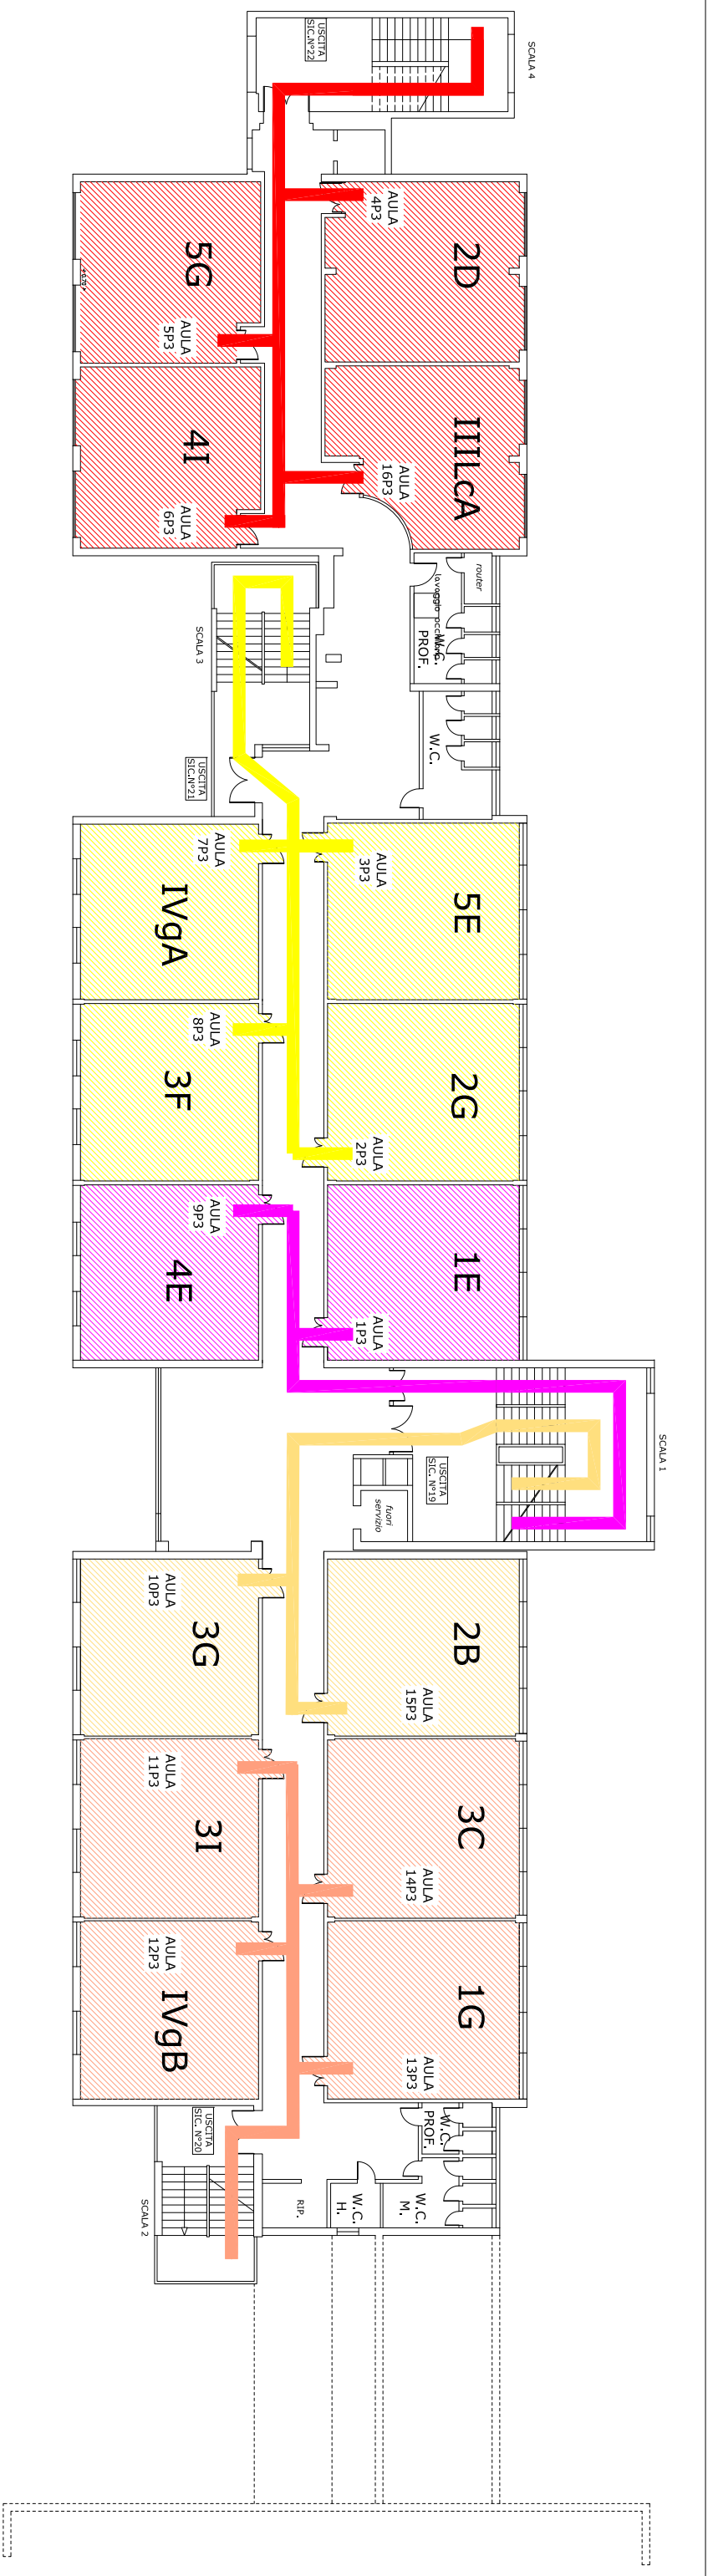 SCALA 4
USCITA
SIC.N°22
AULA
4P3
2D
5G
AULA
5P3
IIILcA
AULA
16P3
4I
AULA
6P3
router
lavaggio
W.C.
PROF.
SCALA 3
W.C.
USCITA
SIC.N°21
AULA
7P3
IVgA
AULA
3P3
5E
AULA
8P3
3F
2G
AULA
2P3
AULA
9P3
4E
1E
AULA
1P3
SCALA 1
USCITA
SIC. N°19
fuori
servizio
AULA
10P3
3G
2B
AULA
15P3
AULA
11P3
3I
3C
AULA
14P3
AULA
12P3
IVgB
1G
AULA
13P3
USCITA
SIC. N°20
W.C.
PROF.
W.C.
M.
W.C.
H.
RIP.
SCALA 2